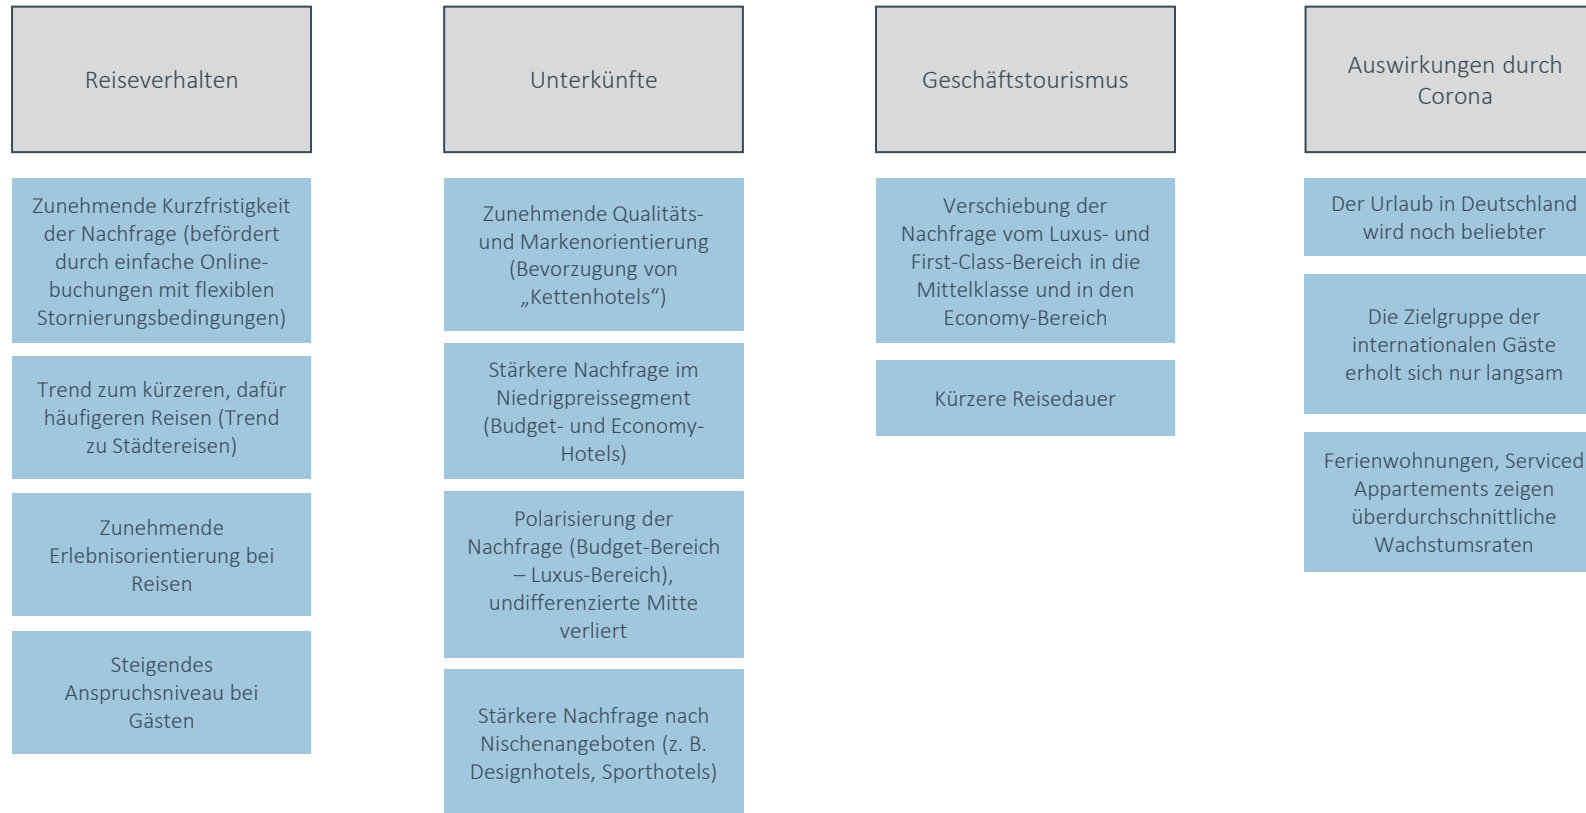 Reiseverhalten
Zunehmende Kurzfristigkeit
der Nachfrage (befördert
durch einfache Online-
buchungen mit flexiblen
Stornierungsbedingungen)
Trend zum kürzeren, dafür
häufigeren Reisen (Trend
zu Städtereisen)
Zunehmende
Erlebnisorientierung bei
Reisen
Steigendes
Anspruchsniveau bei
Gästen
Unterkünfte
Zunehmende Qualitäts-
und Markenorientierung
(Bevorzugung von
„Kettenhotels“)
Stärkere Nachfrage im
Niedrigpreissegment
(Budget- und Economy-
Hotels)
Polarisierung der
Nachfrage (Budget-Bereich
– Luxus-Bereich),
undifferenzierte Mitte
verliert
Stärkere Nachfrage nach
Nischenangeboten (z. B.
Designhotels, Sporthotels)
Geschäftstourismus
Verschiebung der
Nachfrage vom Luxus- und
First-Class-Bereich in die
Mittelklasse und in den
Economy-Bereich
Kürzere Reisedauer
Auswirkungen durch
Corona
Der Urlaub in Deutschland
wird noch beliebter
Die Zielgruppe der
internationalen Gäste
erholt sich nur langsam
Ferienwohnungen, Serviced
Appartements zeigen
überdurchschnittliche
Wachstumsraten